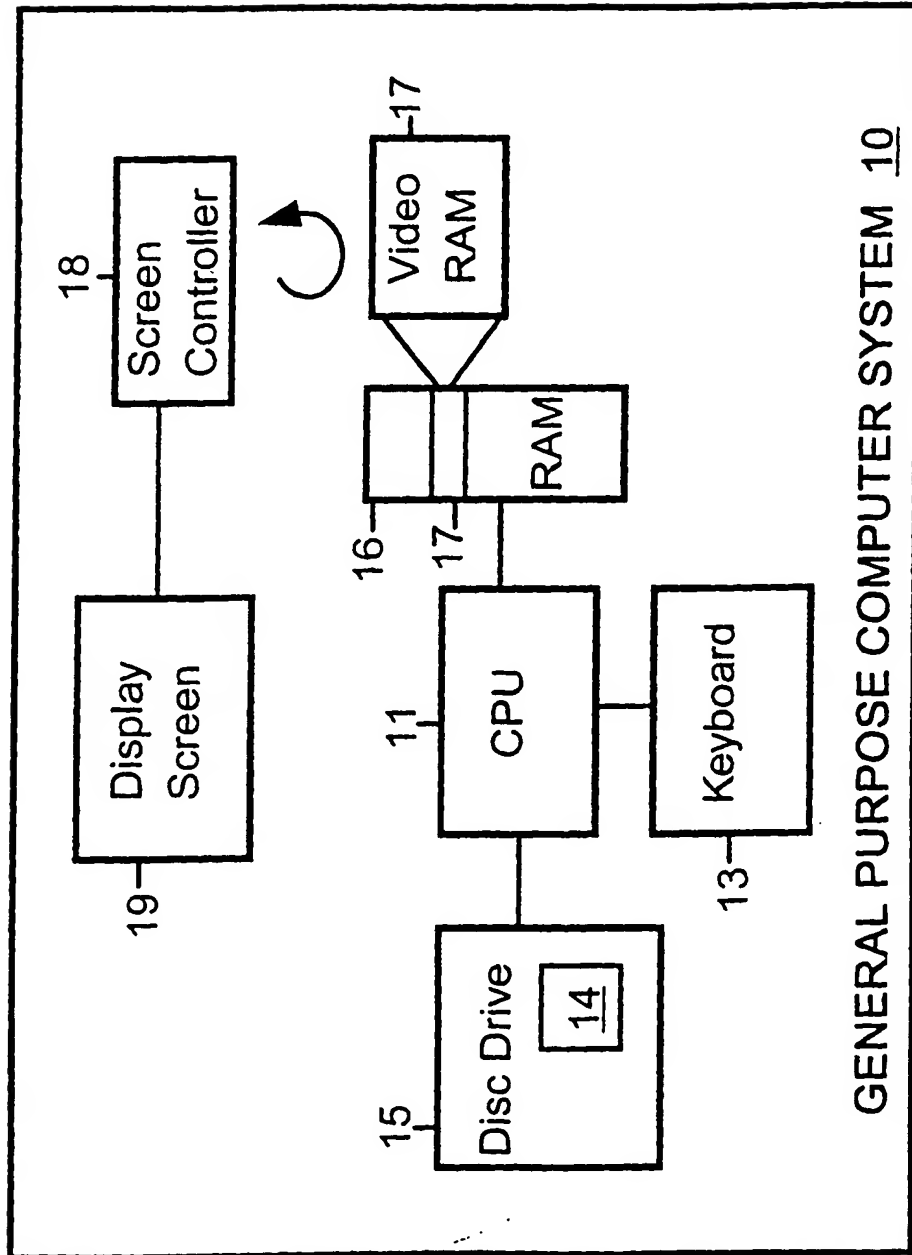 18
Screen
Controller
19
Display
Screen
17
Video
RAM
16
17
RAM
11
CPU
13
Keyboard
15
Disc Drive
14
GENERAL PURPOSE COMPUTER SYSTEM 10